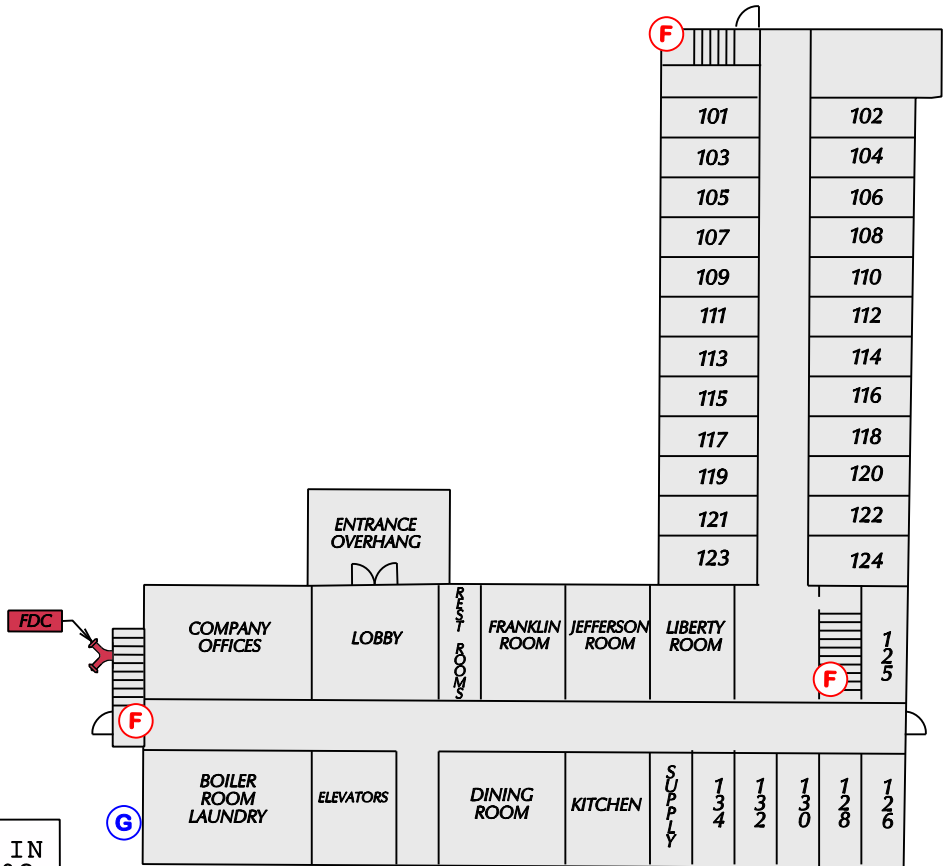 F
101
102
103
104
105
106
107
108
109
110
111
112
113
114
115
116
117
118
119
120
121
122
123
124
ENTRANCE
OVERHANG
FDC
COMPANY
OFFICES
LOBBY
REST ROOMS
FRANKLIN
ROOM
JEFFERSON
ROOM
LIBERTY
ROOM
125
F
F
BOILER
ROOM
LAUNDRY
ELEVATORS
DINING
ROOM
KITCHEN
SUPPLY
134
132
130
128
126
G
IN